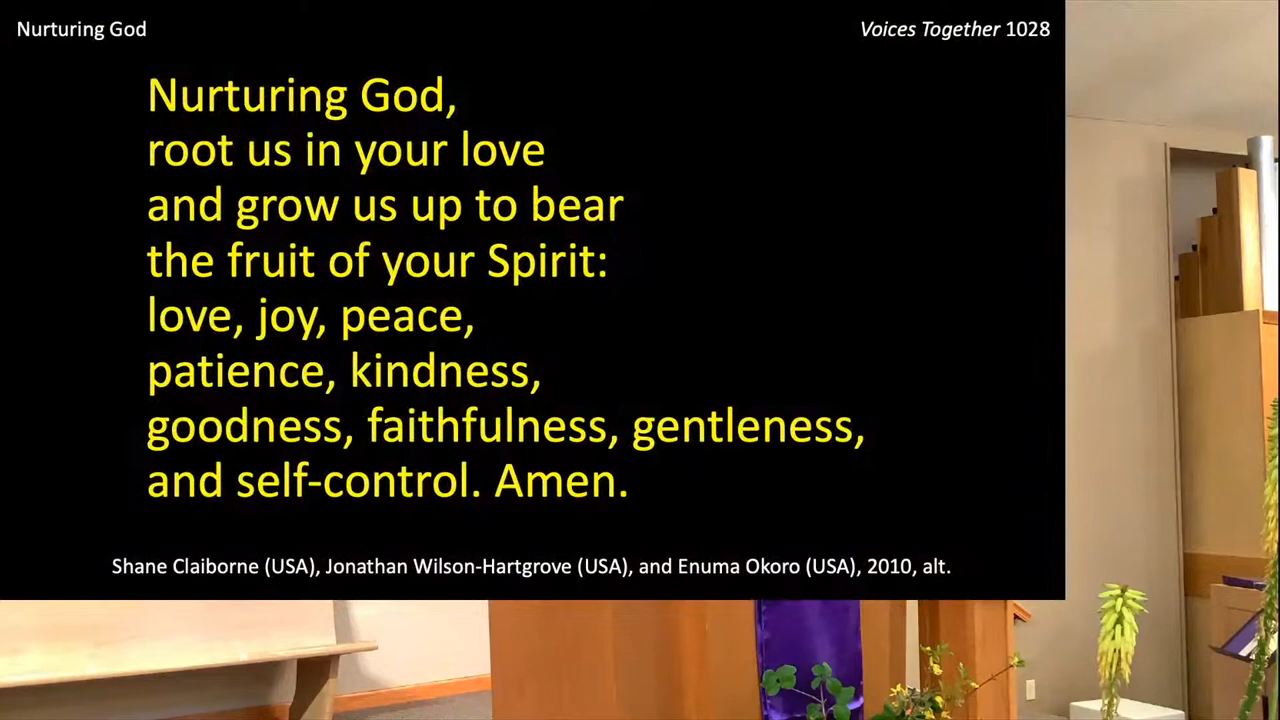 Nurturing God
Voices Together 1028
Nurturing God,
root us in your love
and grow us up to bear
the fruit of your Spirit:
love, joy, peace,
patience, kindness,
goodness, faithfulness, gentleness,
and self-control. Amen.
Shane Claiborne (USA), Jonathan Wilson-Hartgrove (USA), and Enuma Okoro (USA), 2010, alt.